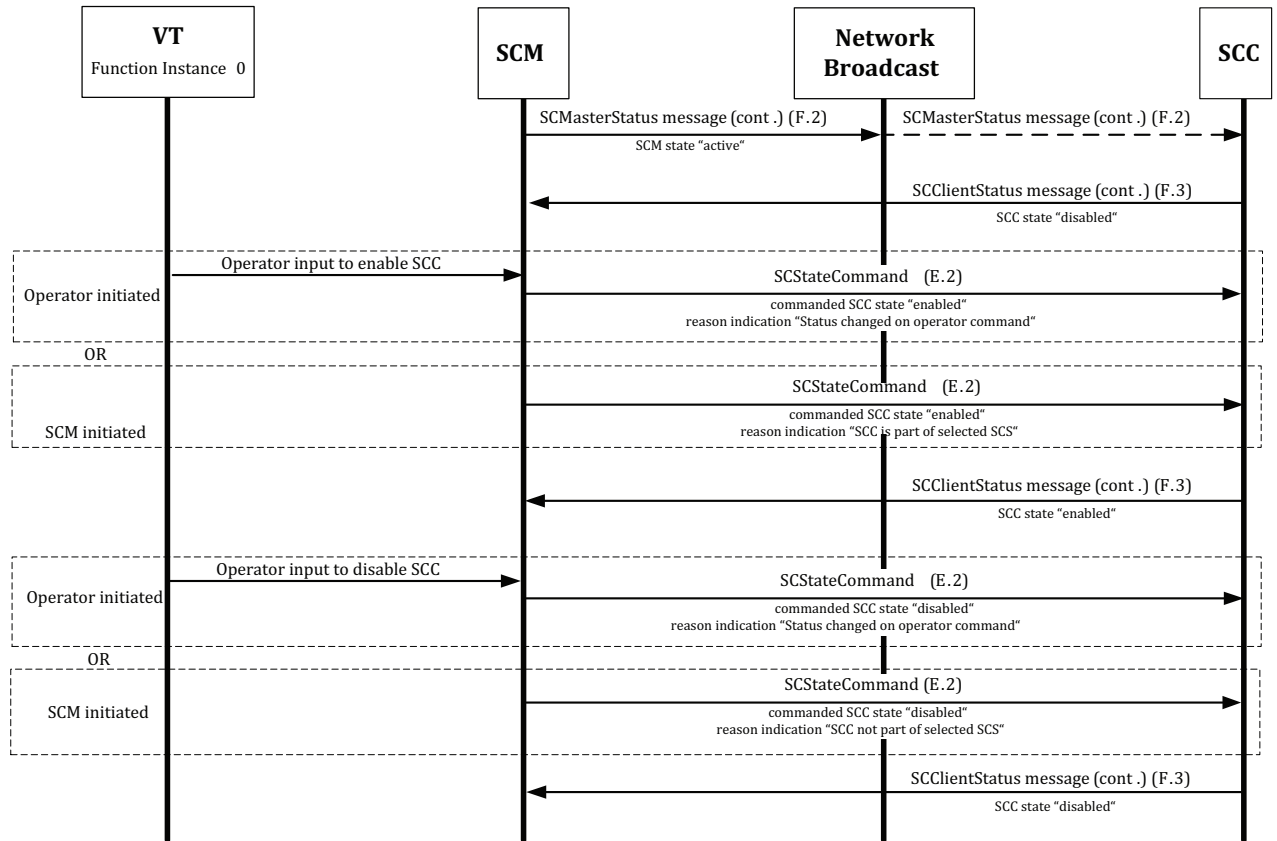 VT
Function Instance 0
SCM
Network
Broadcast
SCC
SCMasterStatus message (cont .) (F.2)
SCM state "active“
SCMasterStatus message (cont .) (F.2)
SCClientStatus message (cont .) (F.3)
SCC state "disabled“
Operator initiated
Operator input to enable SCC
SCStateCommand (E.2)
commanded SCC state "enabled“
reason indication "Status changed on operator command“
OR
SCM initiated
SCStateCommand (E.2)
commanded SCC state "enabled“
reason indication "SCC is part of selected SCS“
SCClientStatus message (cont .) (F.3)
SCC state "enabled“
Operator initiated
Operator input to disable SCC
SCStateCommand (E.2)
commanded SCC state "disabled“
reason indication "Status changed on operator command“
OR
SCM initiated
SCStateCommand (E.2)
commanded SCC state "disabled“
reason indication "SCC not part of selected SCS“
SCClientStatus message (cont .) (F.3)
SCC state "disabled“